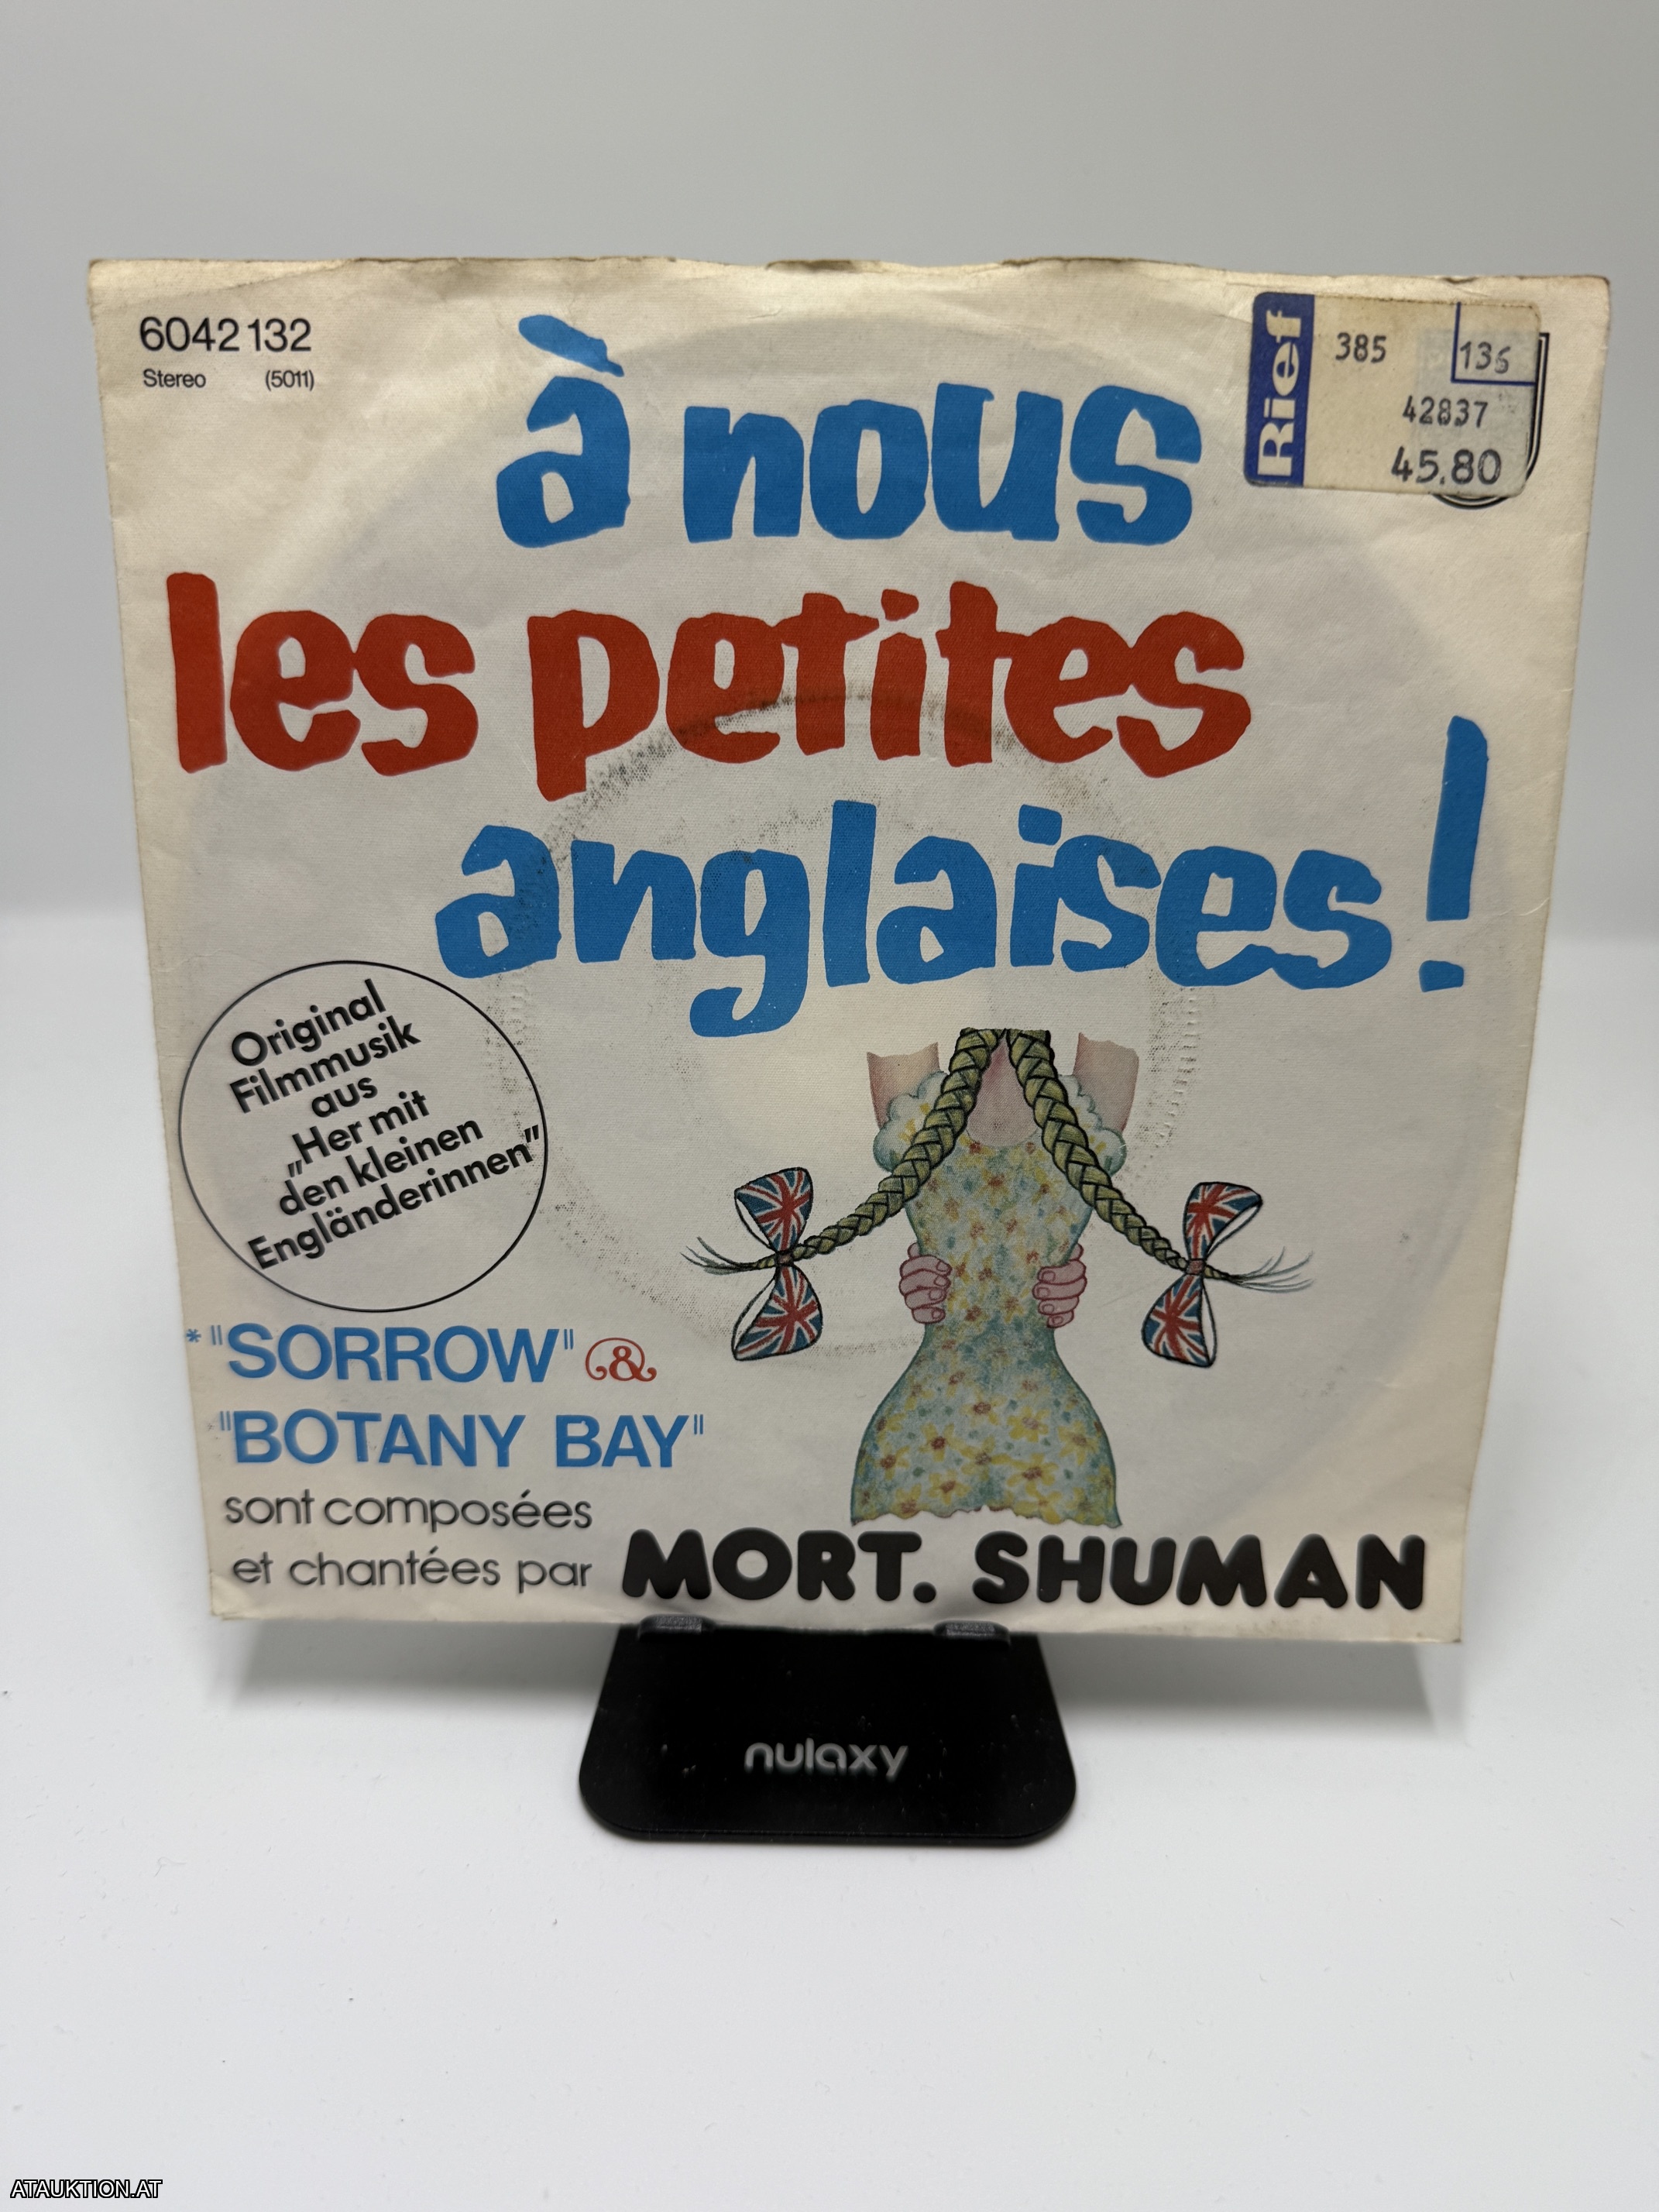 6042 132
Stereo (5011)
Rief
385
136
42837
45.80
à nous
les petites
anglaises!
Original
Filmmusik
aus
„Her mit
den kleinen
Engländerinnen"
*"SORROW" &
"BOTANY BAY"
sont composées
et chantées par MORT. SHUMAN
nulaxy
ATAUKTION.AT